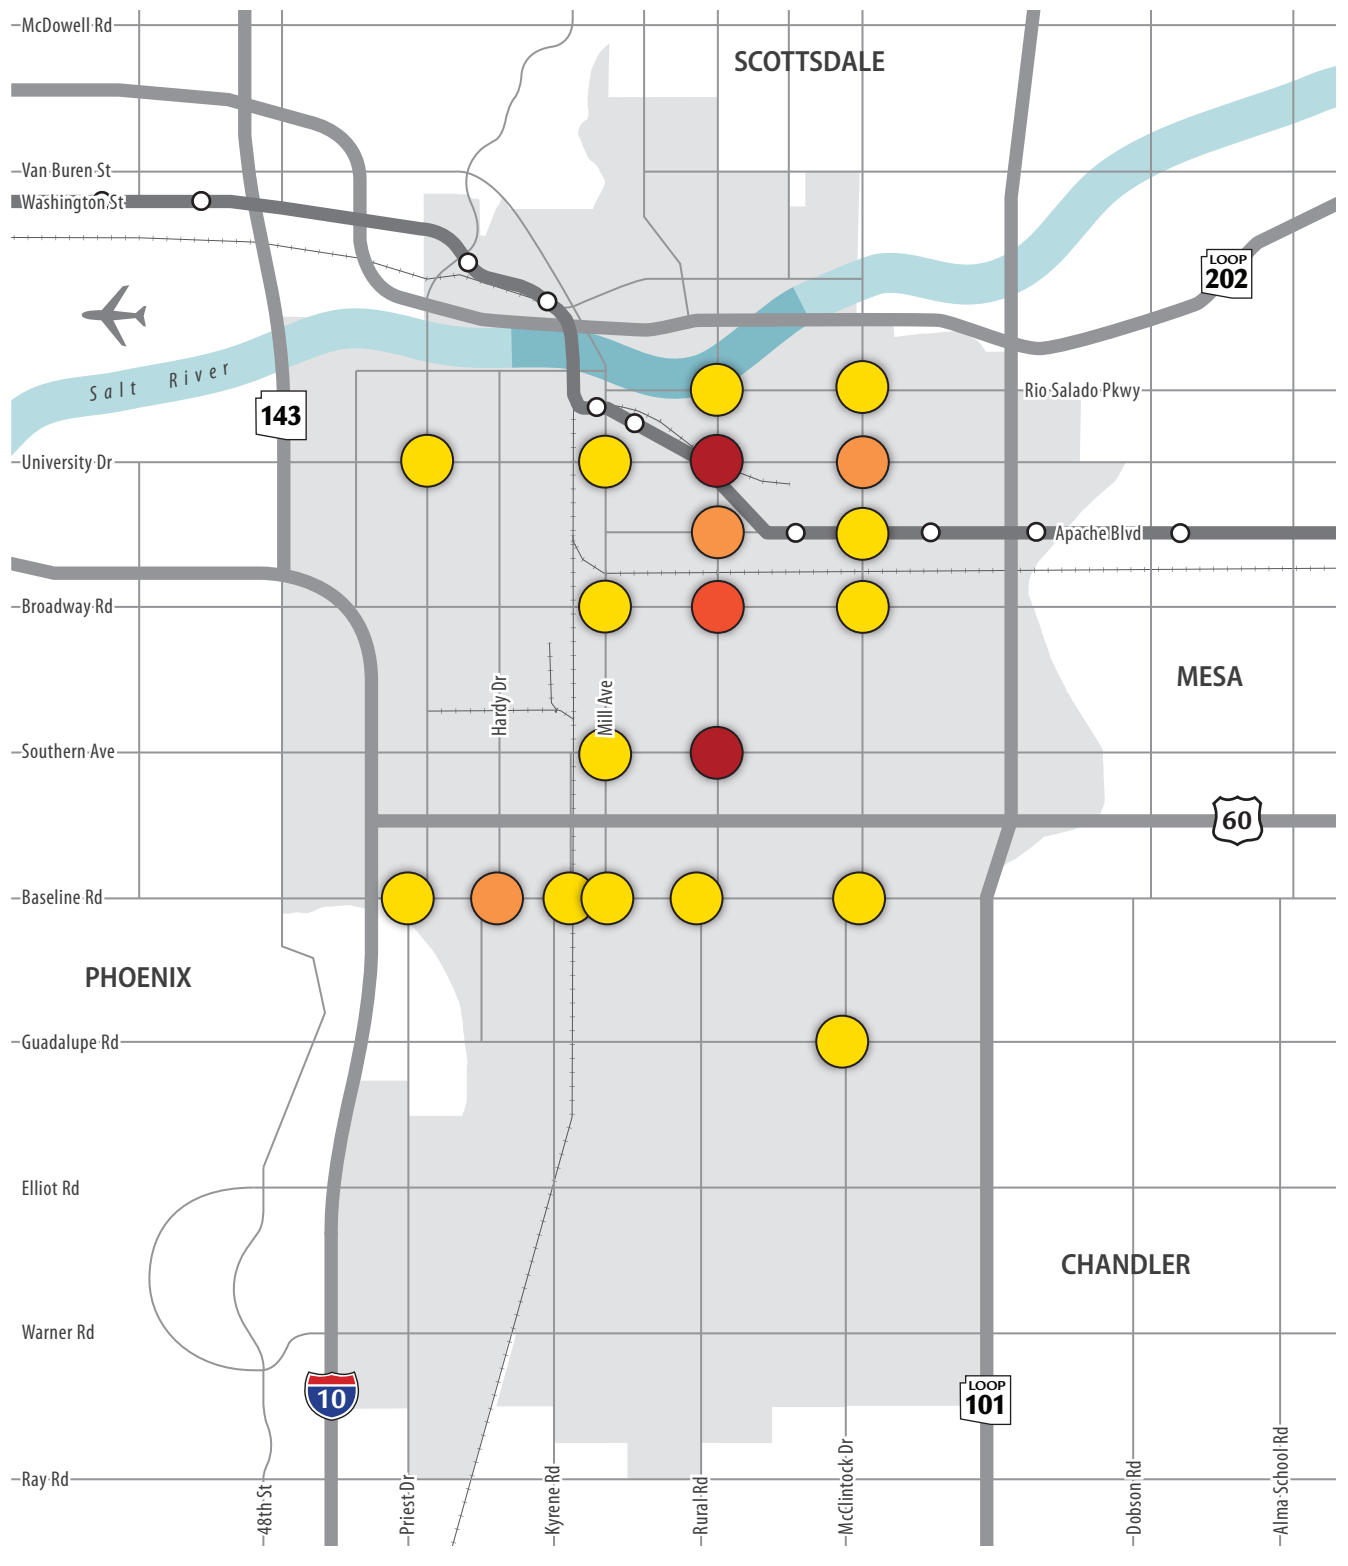 McDowell Rd
SCOTTSDALE
Van Buren St
Washington St
LOOP
202
Salt River
Rio Salado Pkwy
143
University Dr
Apache Blvd
Broadway Rd
MESA
Hardy Dr
Mill Ave
Southern Ave
60
Baseline Rd
PHOENIX
Guadalupe Rd
Elliot Rd
CHANDLER
Warner Rd
10
LOOP
101
Ray Rd
48th St
Priest Dr
Kyrene Rd
Rural Rd
McClintock Dr
Dobson Rd
Alma School Rd